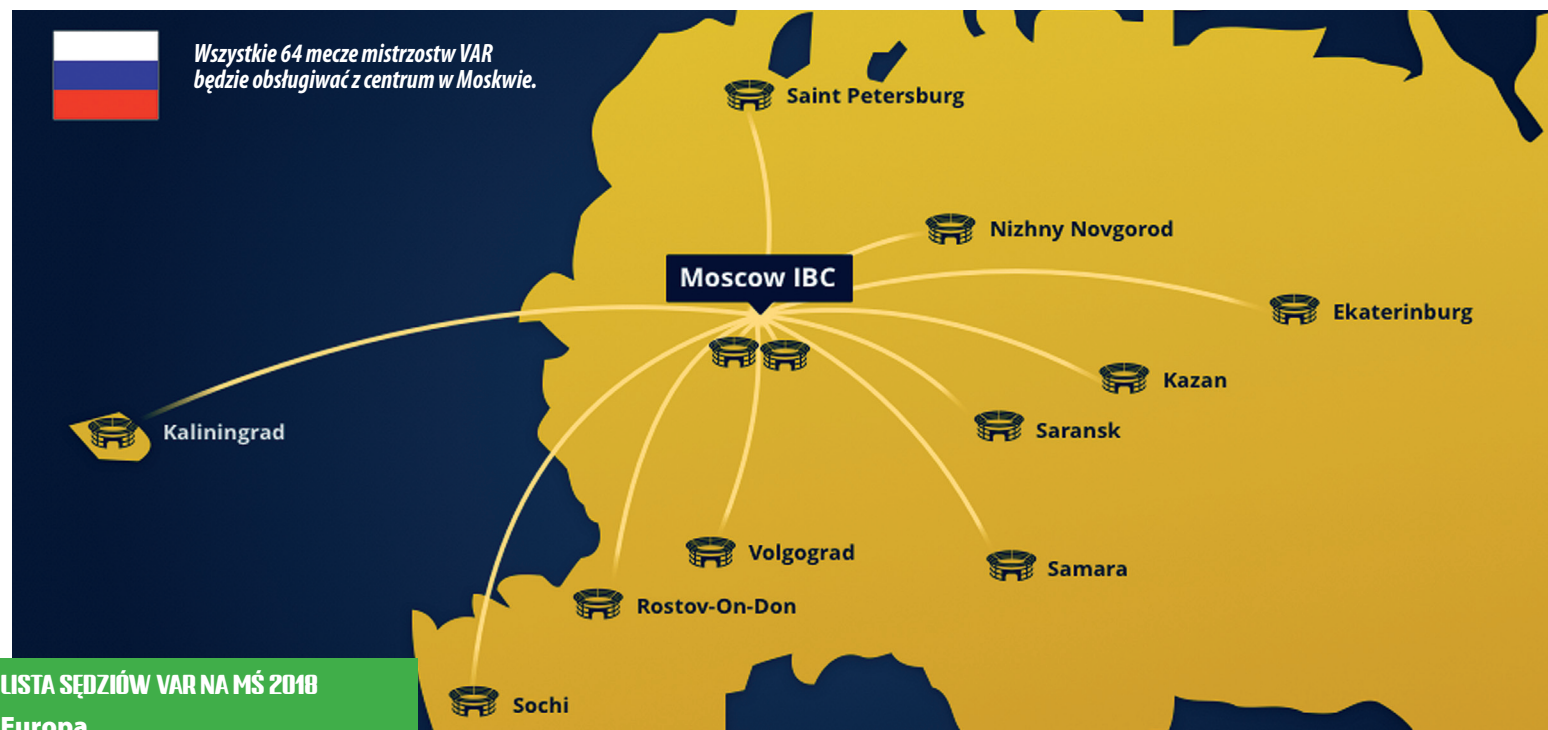 Wszystkie 64 mecze mistrzostw VAR
będzie obsługiwać z centrum w Moskwie.
Saint Petersburg
Nizhny Novgorod
Moscow IBC
Ekaterinburg
Kazan
Kaliningrad
Saransk
Volgograd
Samara
Rostov-On-Don
Sochi
LISTA SĘDZIÓW VAR NA MŚ 2018
Europa